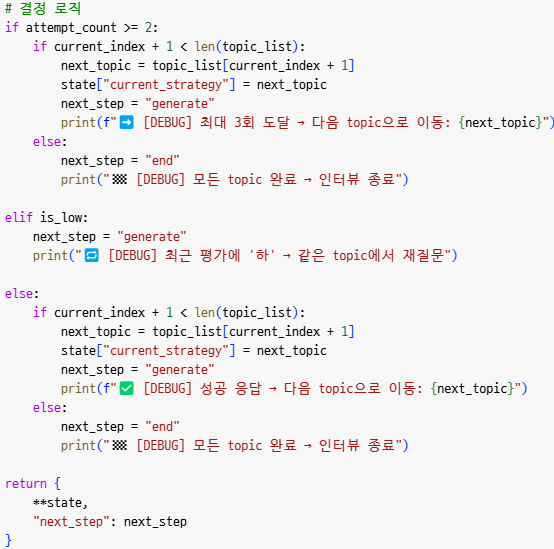 # 결정 로직
if attempt_count >= 2:
    if current_index + 1 < len(topic_list):
        next_topic = topic_list[current_index + 1]
        state["current_strategy"] = next_topic
        next_step = "generate"
        print(f"➡️ [DEBUG] 최대 3회 도달 → 다음 topic으로 이동: {next_topic}")
    else:
        next_step = "end"
        print("🏁 [DEBUG] 모든 topic 완료 → 인터뷰 종료")

elif is_low:
    next_step = "generate"
    print("🔁 [DEBUG] 최근 평가에 '하' → 같은 topic에서 재질문")

else:
    if current_index + 1 < len(topic_list):
        next_topic = topic_list[current_index + 1]
        state["current_strategy"] = next_topic
        next_step = "generate"
        print(f"✅ [DEBUG] 성공 응답 → 다음 topic으로 이동: {next_topic}")
    else:
        next_step = "end"
        print("🏁 [DEBUG] 모든 topic 완료 → 인터뷰 종료")

return {
    **state,
    "next_step": next_step
}